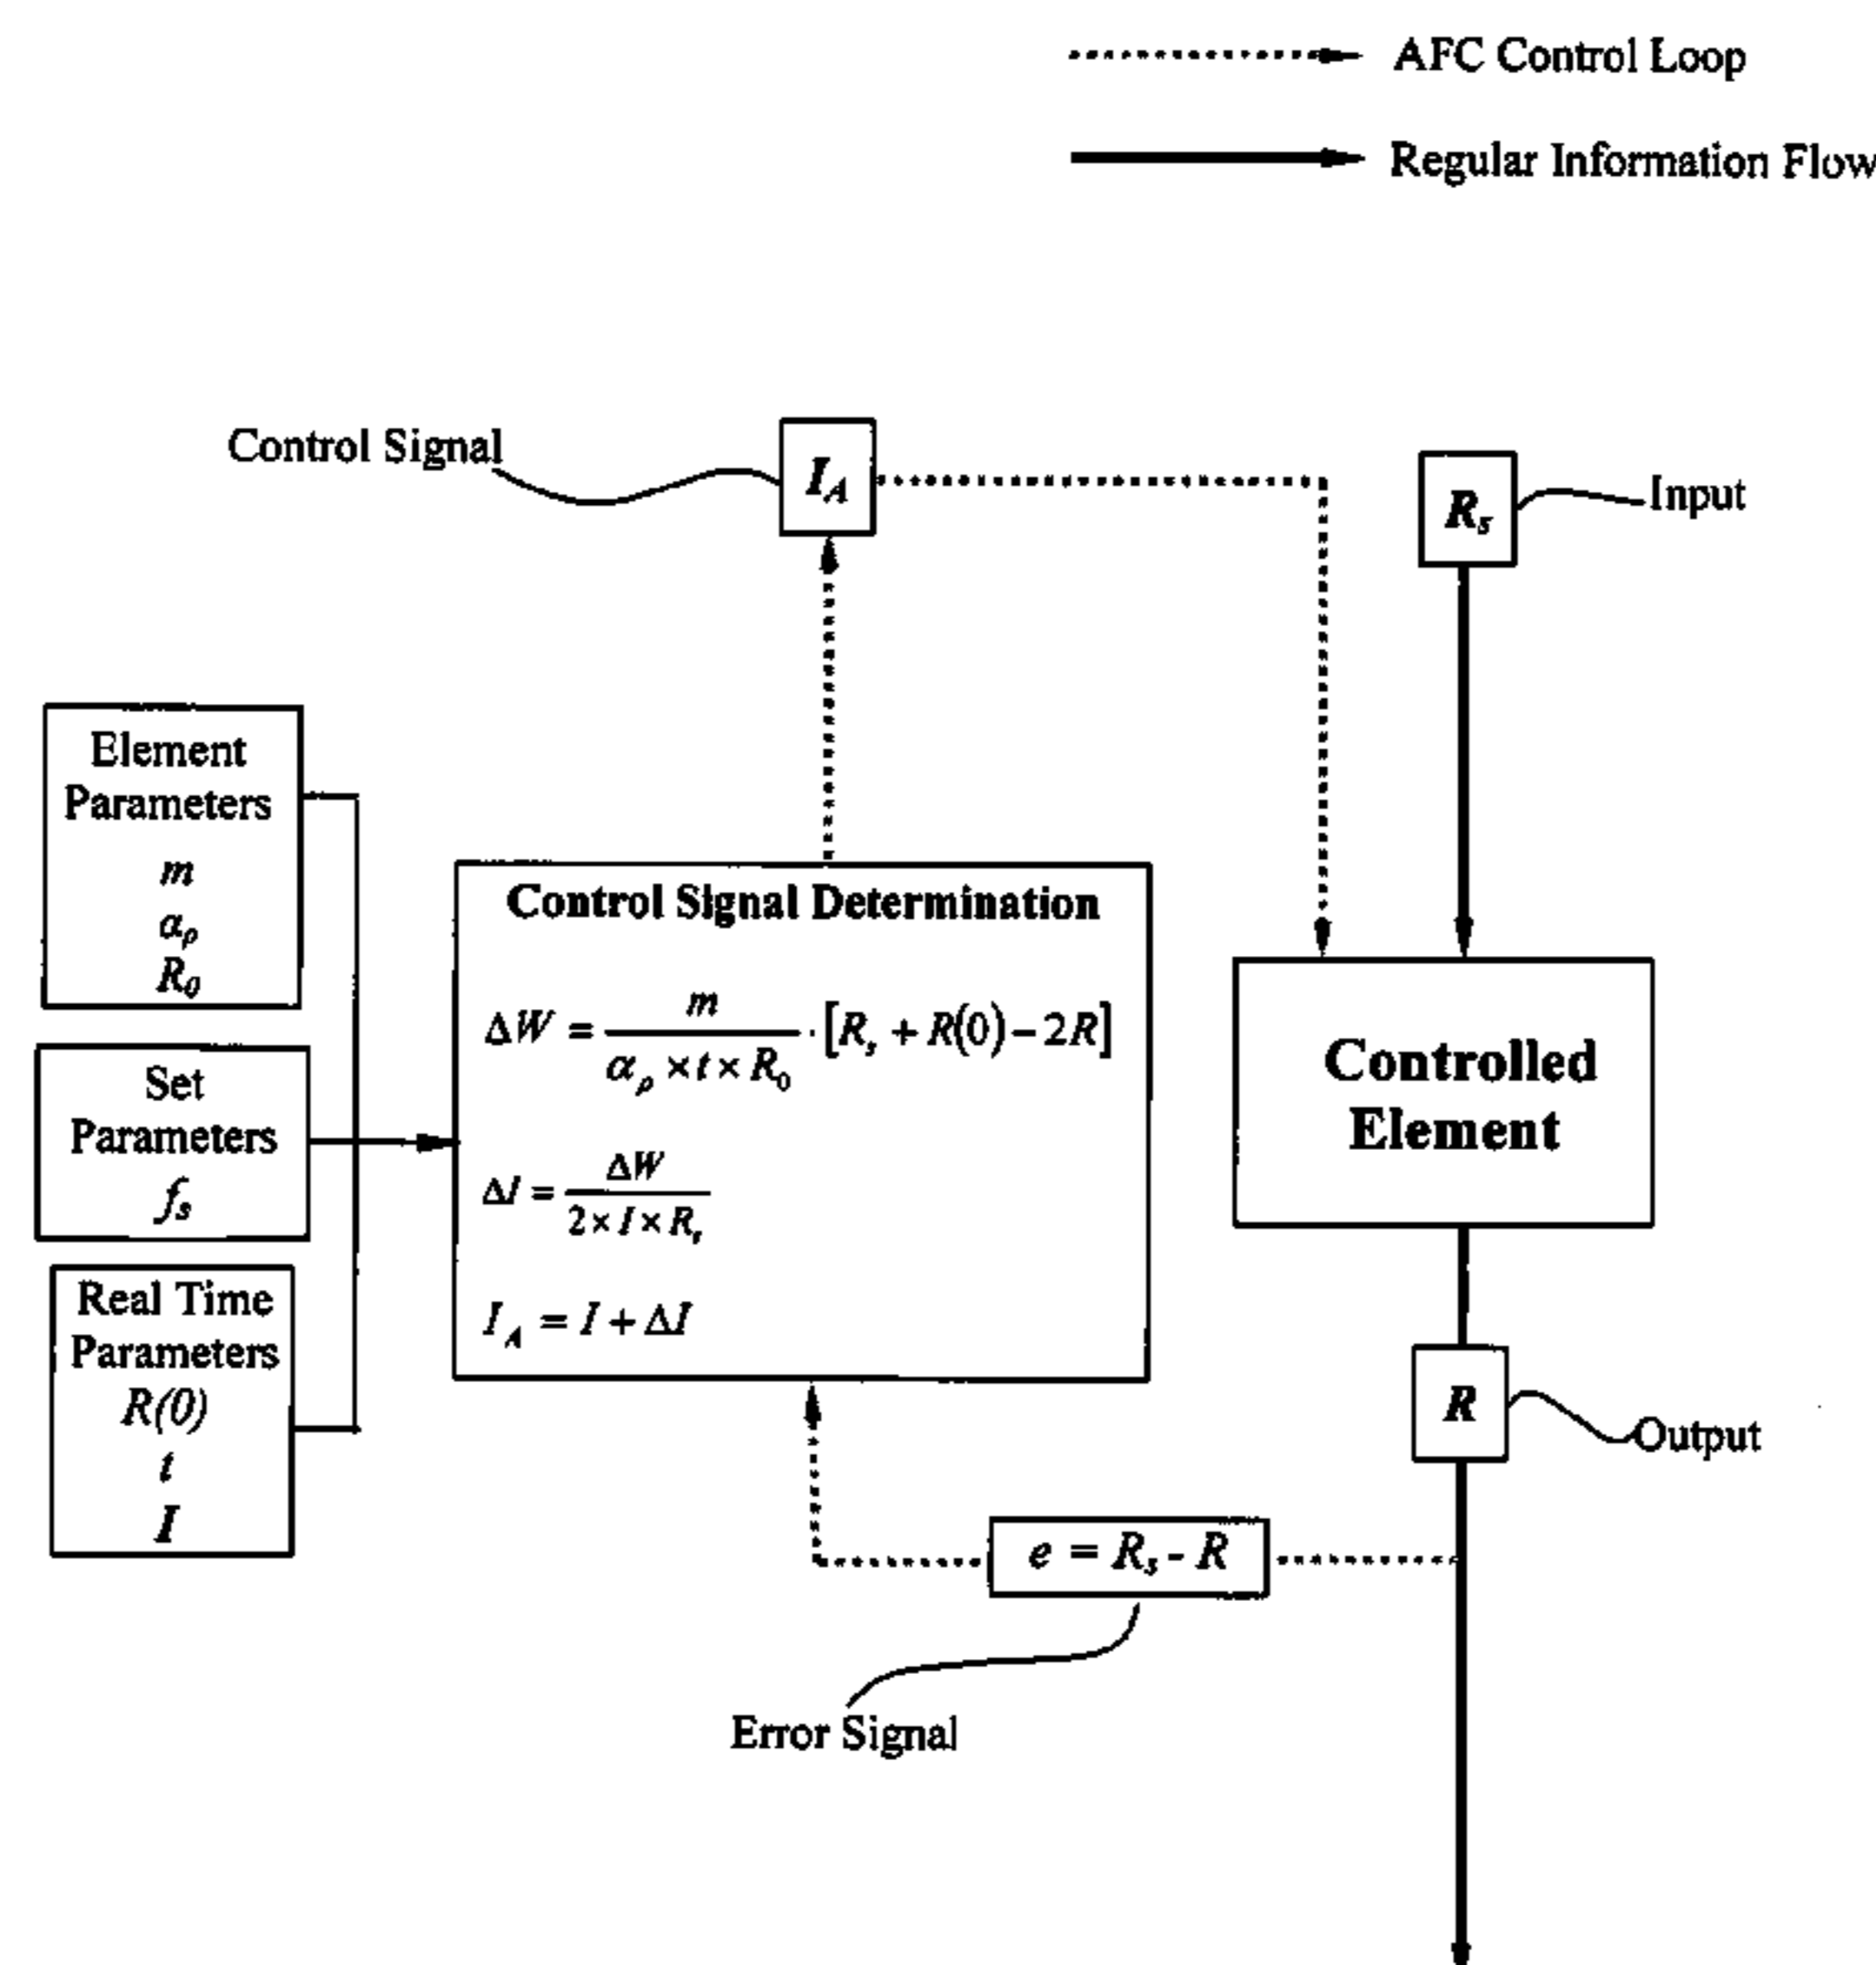 AFC Control Loop
Regular Information Flow
Control Signal
I_A
R_s
Input
Element
Parameters
m
α_ρ
R_0
Set
Parameters
f_s
Real Time
Parameters
R(0)
t
I
Control Signal Determination
ΔW = m / (α_ρ × t × R_0) · [R_s + R(0) − 2R]
ΔI = ΔW / (2 × I × R_s)
I_A = I + ΔI
Controlled
Element
R
Output
e = R_s - R
Error Signal